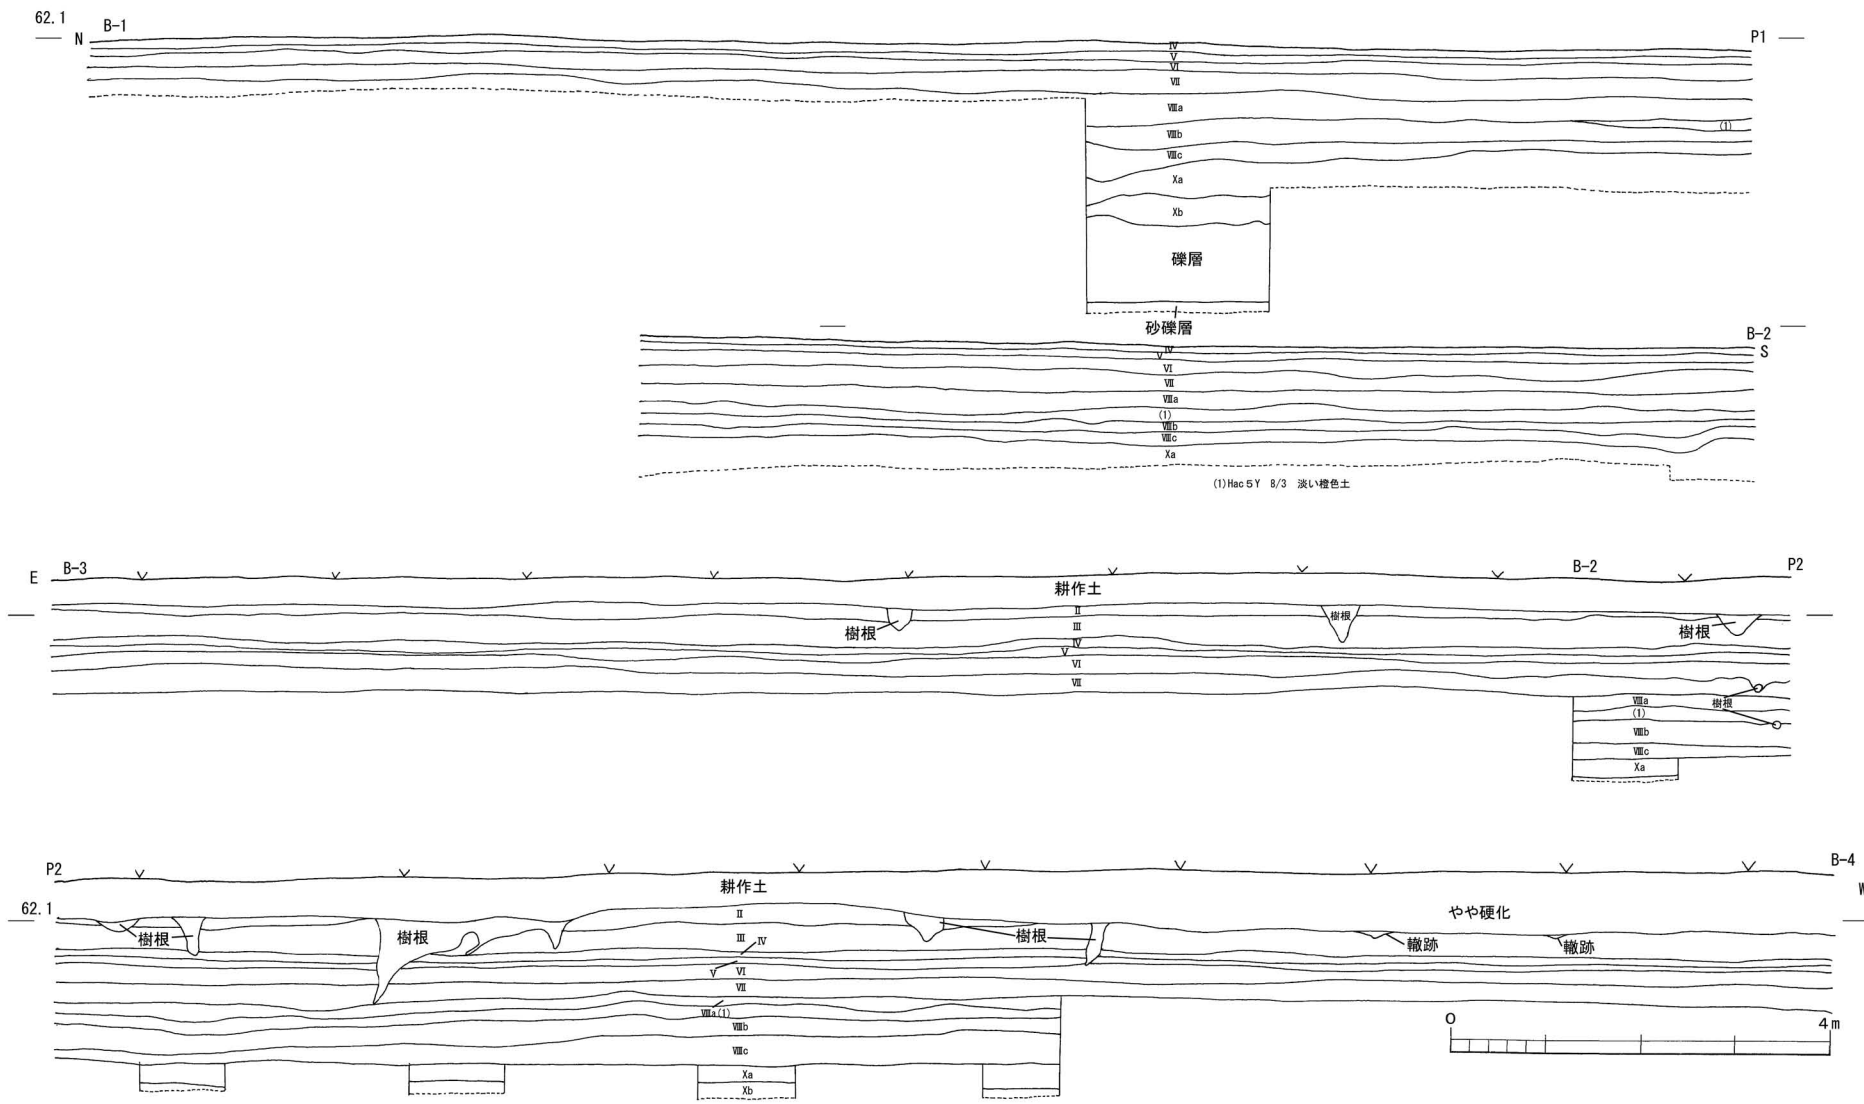 62.1
B-1
N
P1
Ⅳ
Ⅴ
Ⅵ
Ⅶ
Ⅷa
Ⅷb
(1)
Ⅷc
Ⅹa
Ⅹb
礫層
砂礫層
B-2
S
Ⅳ
Ⅴ
Ⅵ
Ⅶ
Ⅷa
(1)
Ⅷb
Ⅷc
Ⅹa
(1)Hac5Y 8/3 淡い橙色土
E
B-3
B-2
P2
耕作土
Ⅱ
樹根
Ⅲ
樹根
樹根
Ⅳ
Ⅴ
Ⅵ
Ⅶ
Ⅷa
樹根
(1)
Ⅷb
Ⅷc
Ⅹa
P2
B-4
W
耕作土
62.1
Ⅱ
やや硬化
樹根
樹根
Ⅲ
Ⅳ
樹根
轍跡
轍跡
Ⅴ
Ⅵ
Ⅶ
Ⅷa(1)
Ⅷb
Ⅷc
Ⅹa
Ⅹb
0
4m